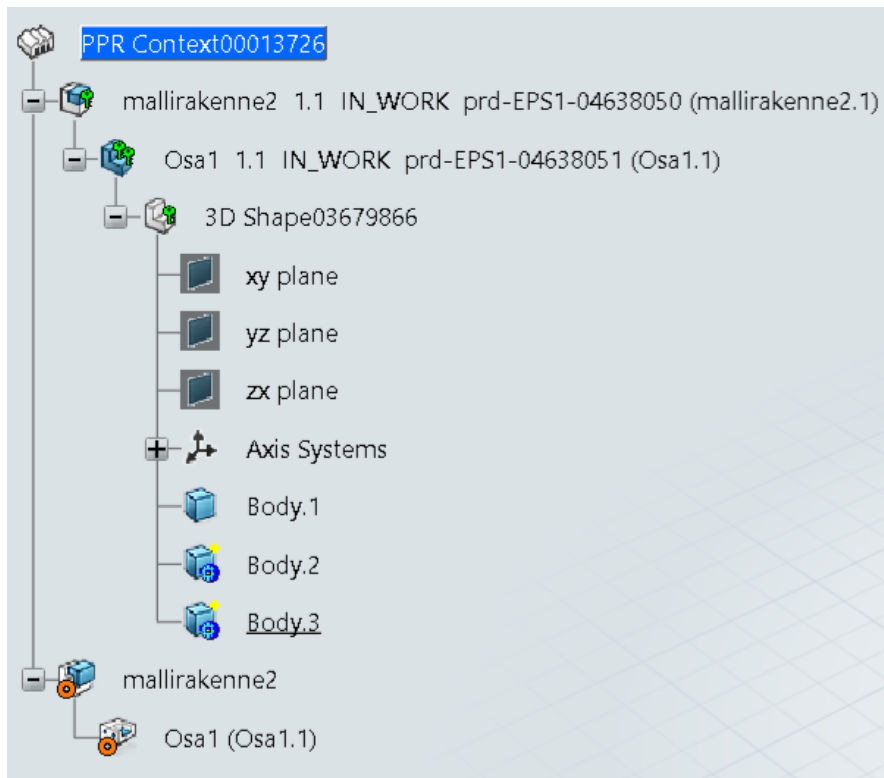 PPR Context00013726
mallirakenne2 1.1 IN_WORK prd-EPS1-04638050 (mallirakenne2.1)
Osa1 1.1 IN_WORK prd-EPS1-04638051 (Osa1.1)
3D Shape03679866
xy plane
yz plane
zx plane
Axis Systems
Body.1
Body.2
Body.3
mallirakenne2
Osa1 (Osa1.1)